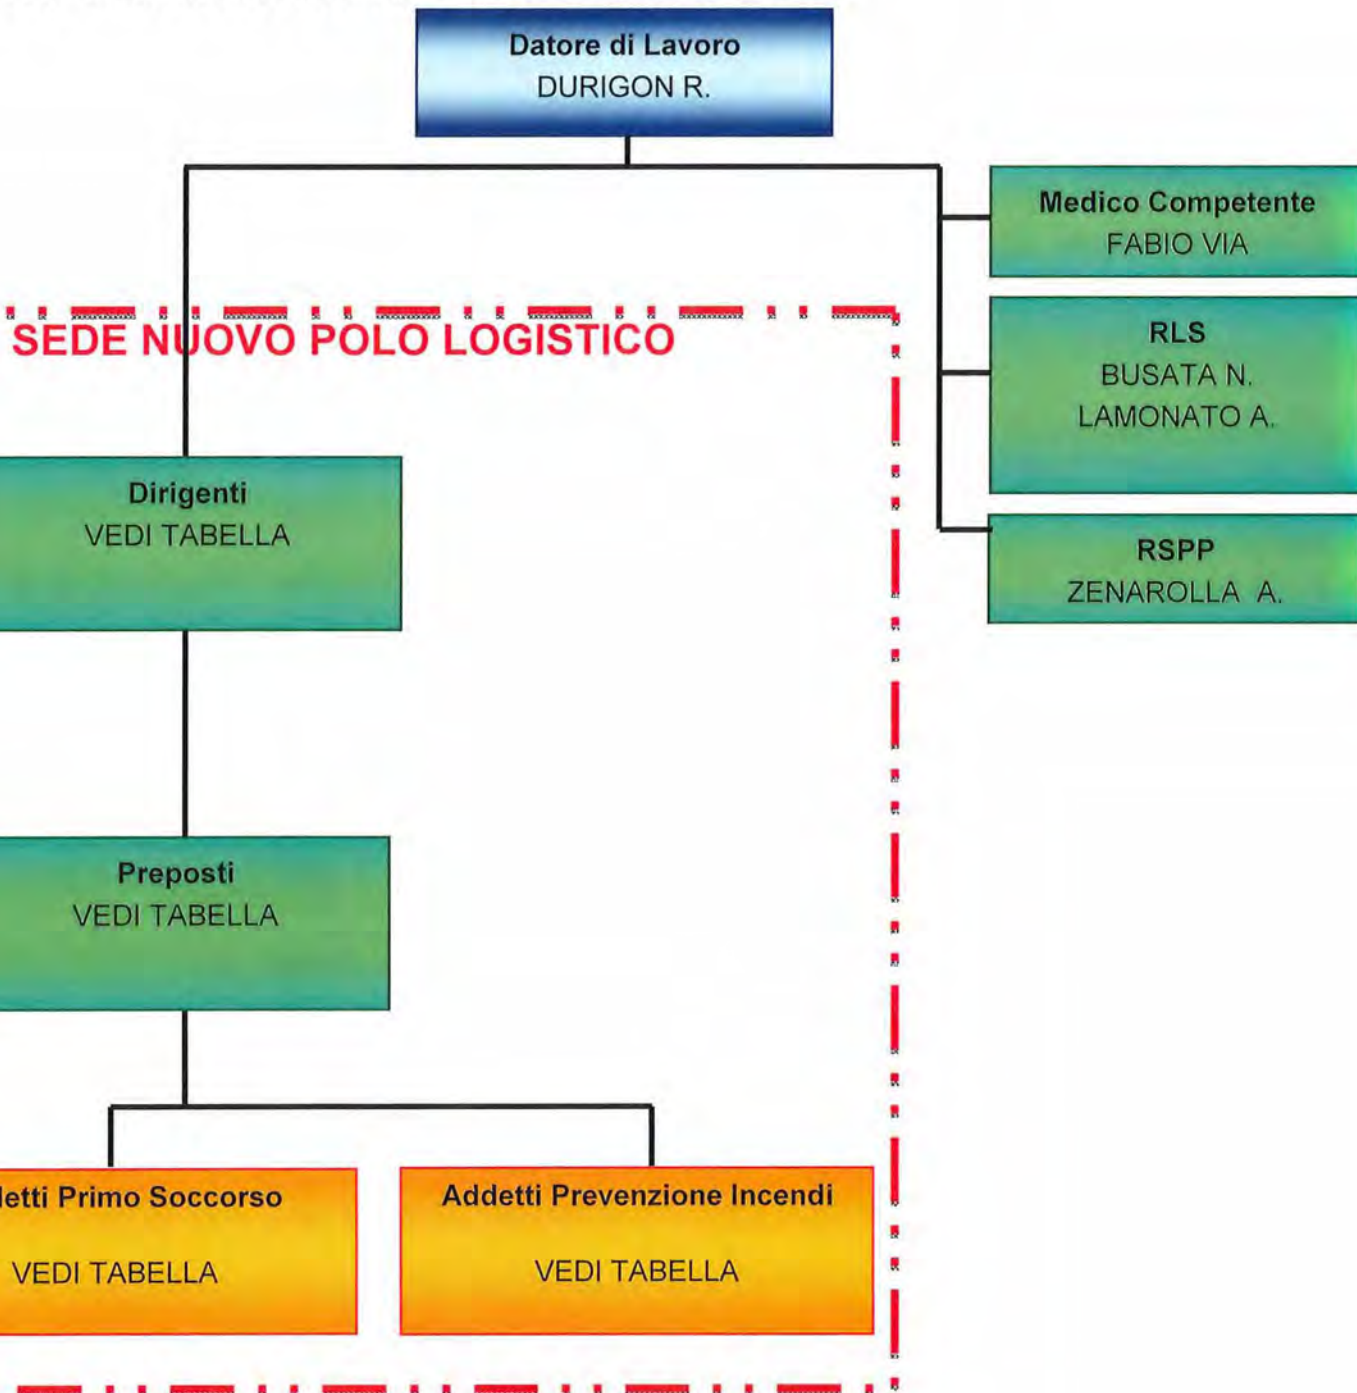 Datore di Lavoro
DURIGON R.
Medico Competente
FABIO VIA
RLS
BUSATA N.
LAMONATO A.
RSPP
ZENAROLLA A.
SEDE NUOVO POLO LOGISTICO
Dirigenti
VEDI TABELLA
Preposti
VEDI TABELLA
Primo Soccorso
VEDI TABELLA
Addetti Prevenzione Incendi
VEDI TABELLA